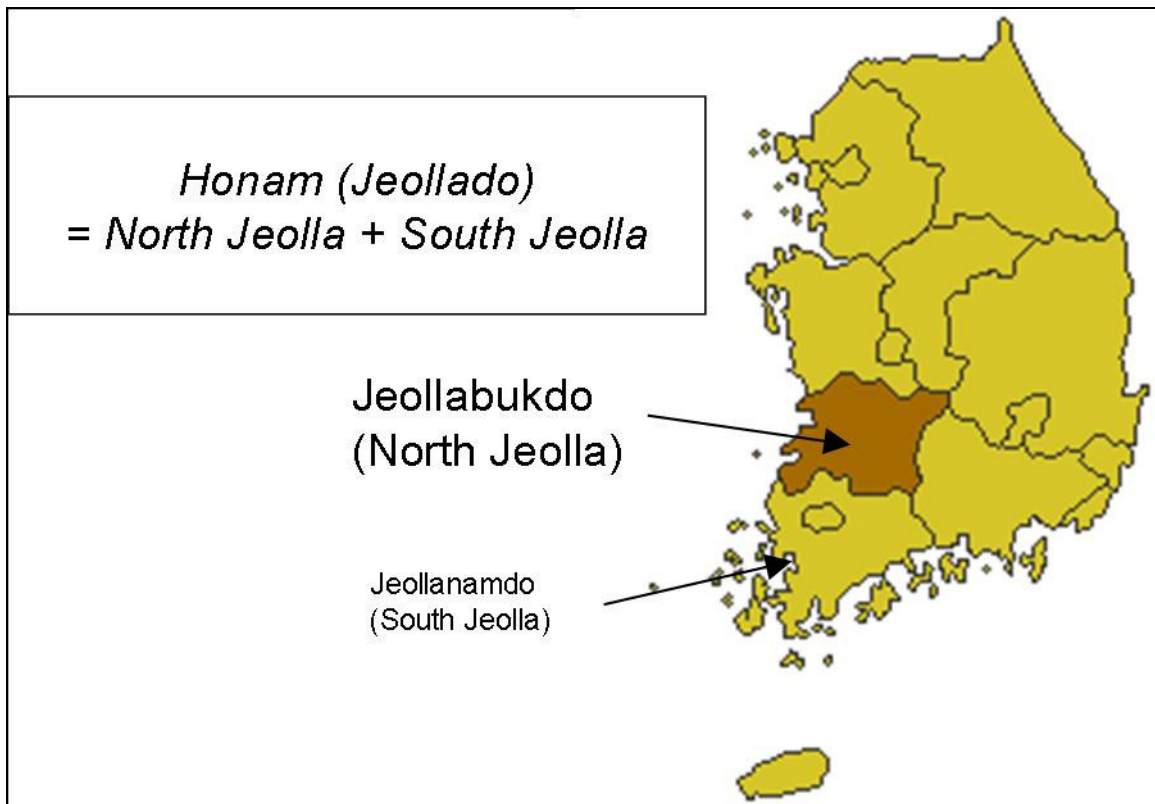 Honam (Jeollado)
= North Jeolla + South Jeolla
Jeollabukdo
(North Jeolla)
Jeollanamdo
(South Jeolla)